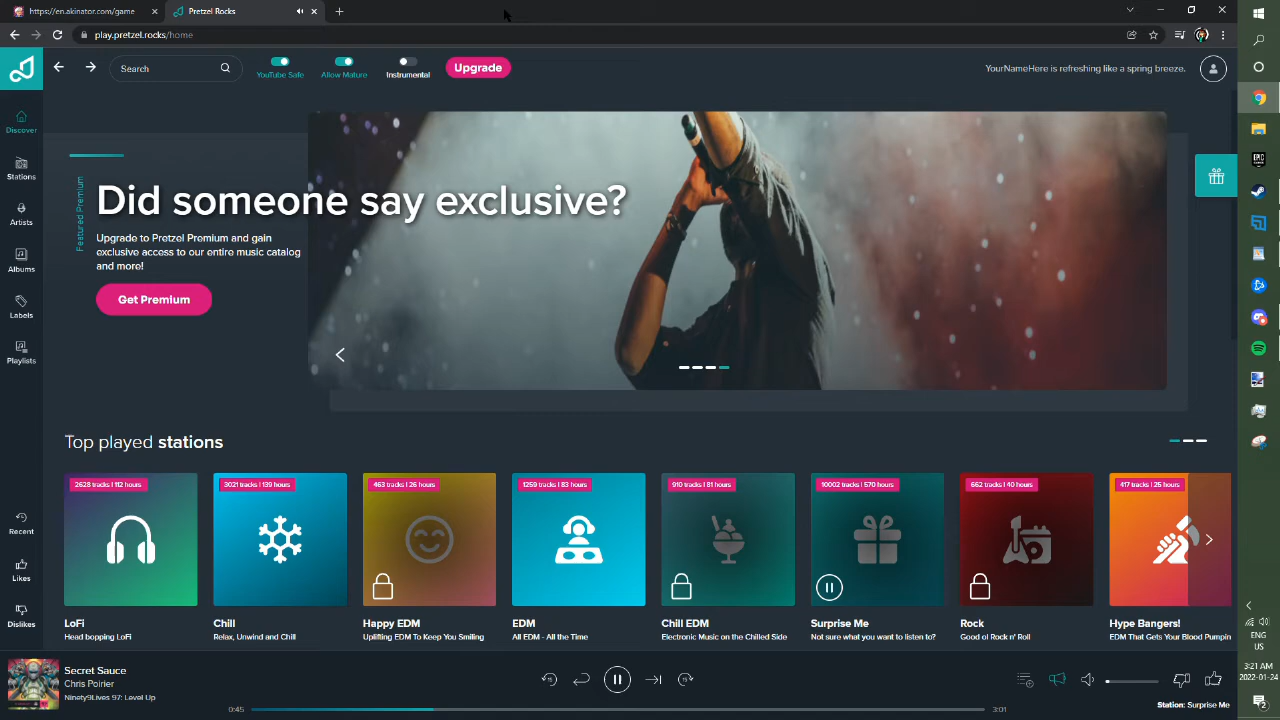 https://en.akinator.com/game
Pretzel Rocks
play.pretzel.rocks/home
Search
YouTube Safe
Allow Mature
Instrumental
Upgrade
YourNameHere is refreshing like a spring breeze.
Discover
Stations
Artists
Albums
Labels
Playlists
Recent
Likes
Dislikes
Featured Premium
Did someone say exclusive?
Upgrade to Pretzel Premium and gain
exclusive access to our entire music catalog
and more!
Get Premium
Top played stations
2628 tracks | 112 hours
3021 tracks | 139 hours
463 tracks | 26 hours
1259 tracks | 83 hours
910 tracks | 81 hours
10002 tracks | 570 hours
662 tracks | 40 hours
417 tracks | 25 hours
LoFi
Head bopping LoFi
Chill
Relax, Unwind and Chill
Happy EDM
Uplifting EDM To Keep You Smiling
EDM
All EDM - All the Time
Chill EDM
Electronic Music on the Chilled Side
Surprise Me
Not sure what you want to listen to?
Rock
Good ol Rock n' Roll
Hype Bangers!
EDM That Gets Your Blood Pumpin
Secret Sauce
Chris Poirier
Ninety9Lives 97: Level Up
0:45
3:01
Station: Surprise Me
EPIC
ENG
US
3:21 AM
2022-01-24
2